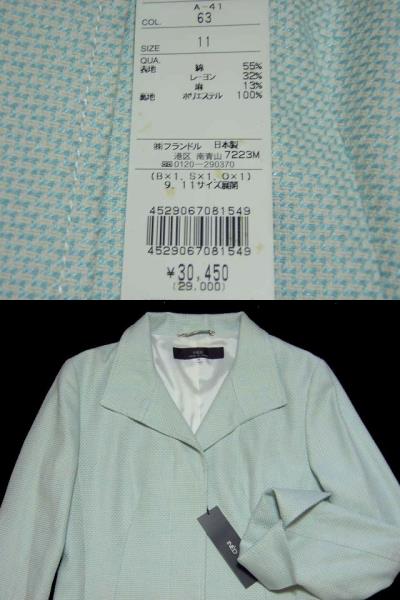 A-41
COL. 63
SIZE 11
QUA.
表地 綿 55%
レーヨン 32%
麻 13%
裏地 ポリエステル 100%
㈱フランドル 日本製
港区 南青山 7223M
0120-290370
(B×1, S×1, O×1)
9, 11サイズ展開
4529067081549
4529067081549
¥30,450
(29,000)